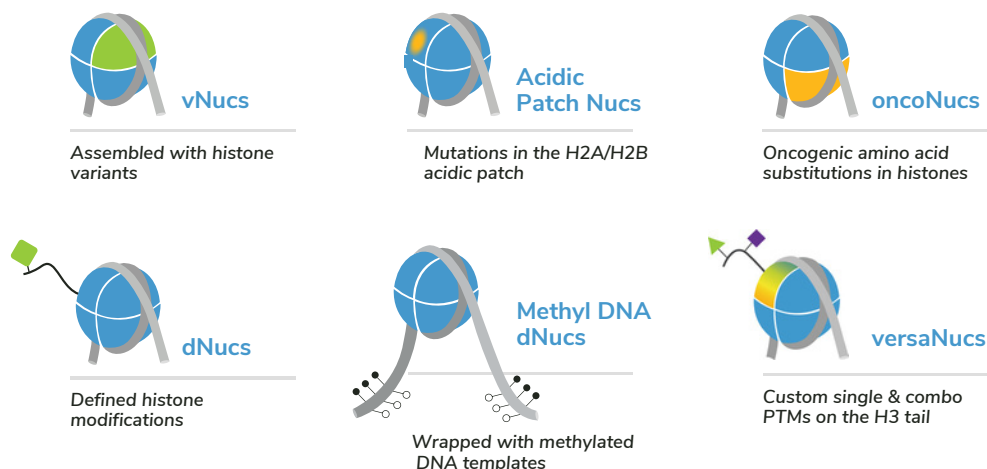 vNucs
Assembled with histone
variants
Acidic
Patch Nucs
Mutations in the H2A/H2B
acidic patch
oncoNucs
Oncogenic amino acid
substitutions in histones
dNucs
Defined histone
modifications
Methyl DNA
dNucs
Wrapped with methylated
DNA templates
versaNucs
Custom single & combo
PTMs on the H3 tail